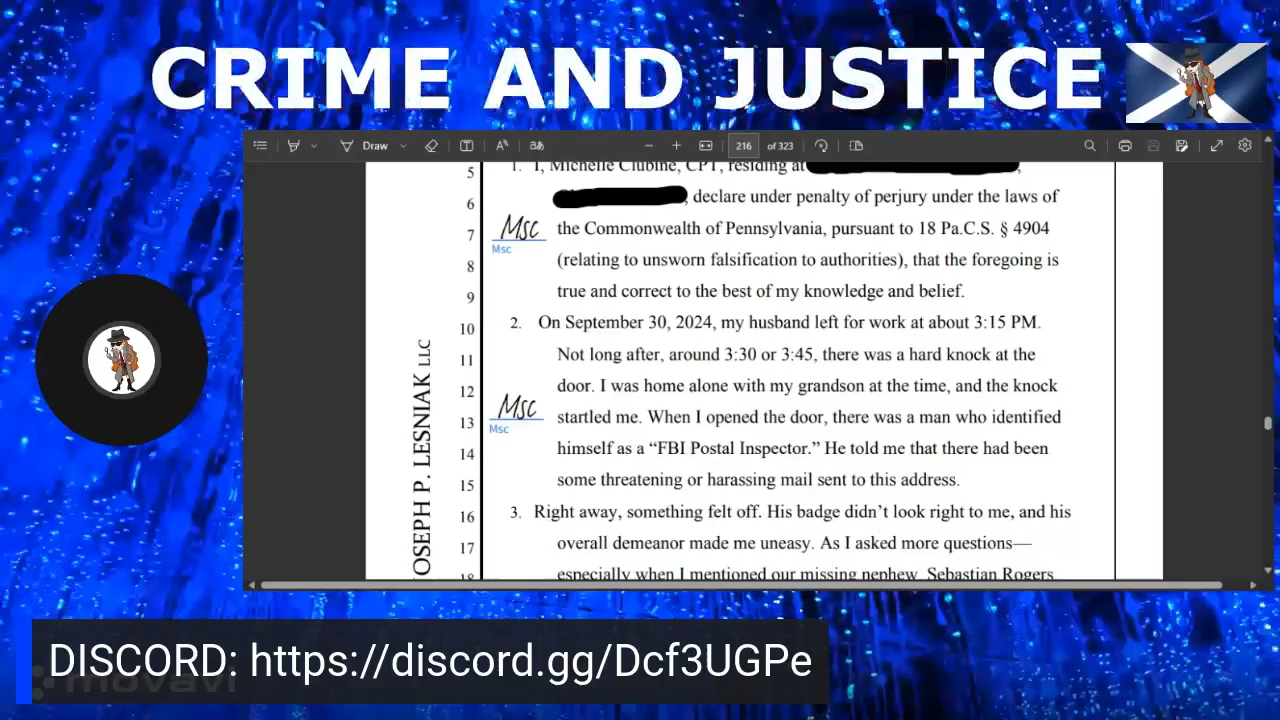 CRIME AND JUSTICE
Draw
216 of 323
5 1. I, Michelle Clubine, CPT, residing at
6 , declare under penalty of perjury under the laws of
7 Msc the Commonwealth of Pennsylvania, pursuant to 18 Pa.C.S. § 4904
Msc
8 (relating to unsworn falsification to authorities), that the foregoing is
9 true and correct to the best of my knowledge and belief.
10 2. On September 30, 2024, my husband left for work at about 3:15 PM.
11 Not long after, around 3:30 or 3:45, there was a hard knock at the
12 door. I was home alone with my grandson at the time, and the knock
13 Msc startled me. When I opened the door, there was a man who identified
Msc
14 himself as a “FBI Postal Inspector.” He told me that there had been
15 some threatening or harassing mail sent to this address.
16 3. Right away, something felt off. His badge didn’t look right to me, and his
17 overall demeanor made me uneasy. As I asked more questions—
18 especially when I mentioned our missing nephew, Sebastian Rogers
JOSEPH P. LESNIAK LLC
DISCORD: https://discord.gg/Dcf3UGPe
movavi